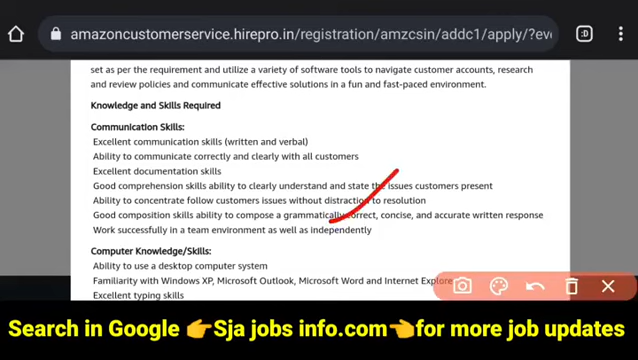 amazoncustomerservice.hirepro.in/registration/amzcsin/addc1/apply/?eve
:D
set as per the requirement and utilize a variety of software tools to navigate customer accounts, research
and review policies and communicate effective solutions in a fun and fast-paced environment.
Knowledge and Skills Required
Communication Skills:
Excellent communication skills (written and verbal)
Ability to communicate correctly and clearly with all customers
Excellent documentation skills
Good comprehension skills ability to clearly understand and state the issues customers present
Ability to concentrate follow customers issues without distraction to resolution
Good composition skills ability to compose a grammatically correct, concise, and accurate written response
Work successfully in a team environment as well as independently
Computer Knowledge/Skills:
Ability to use a desktop computer system
Familiarity with Windows XP, Microsoft Outlook, Microsoft Word and Internet Explore
Excellent typing skills
Search in Google 👉Sja jobs info.com👈for more job updates